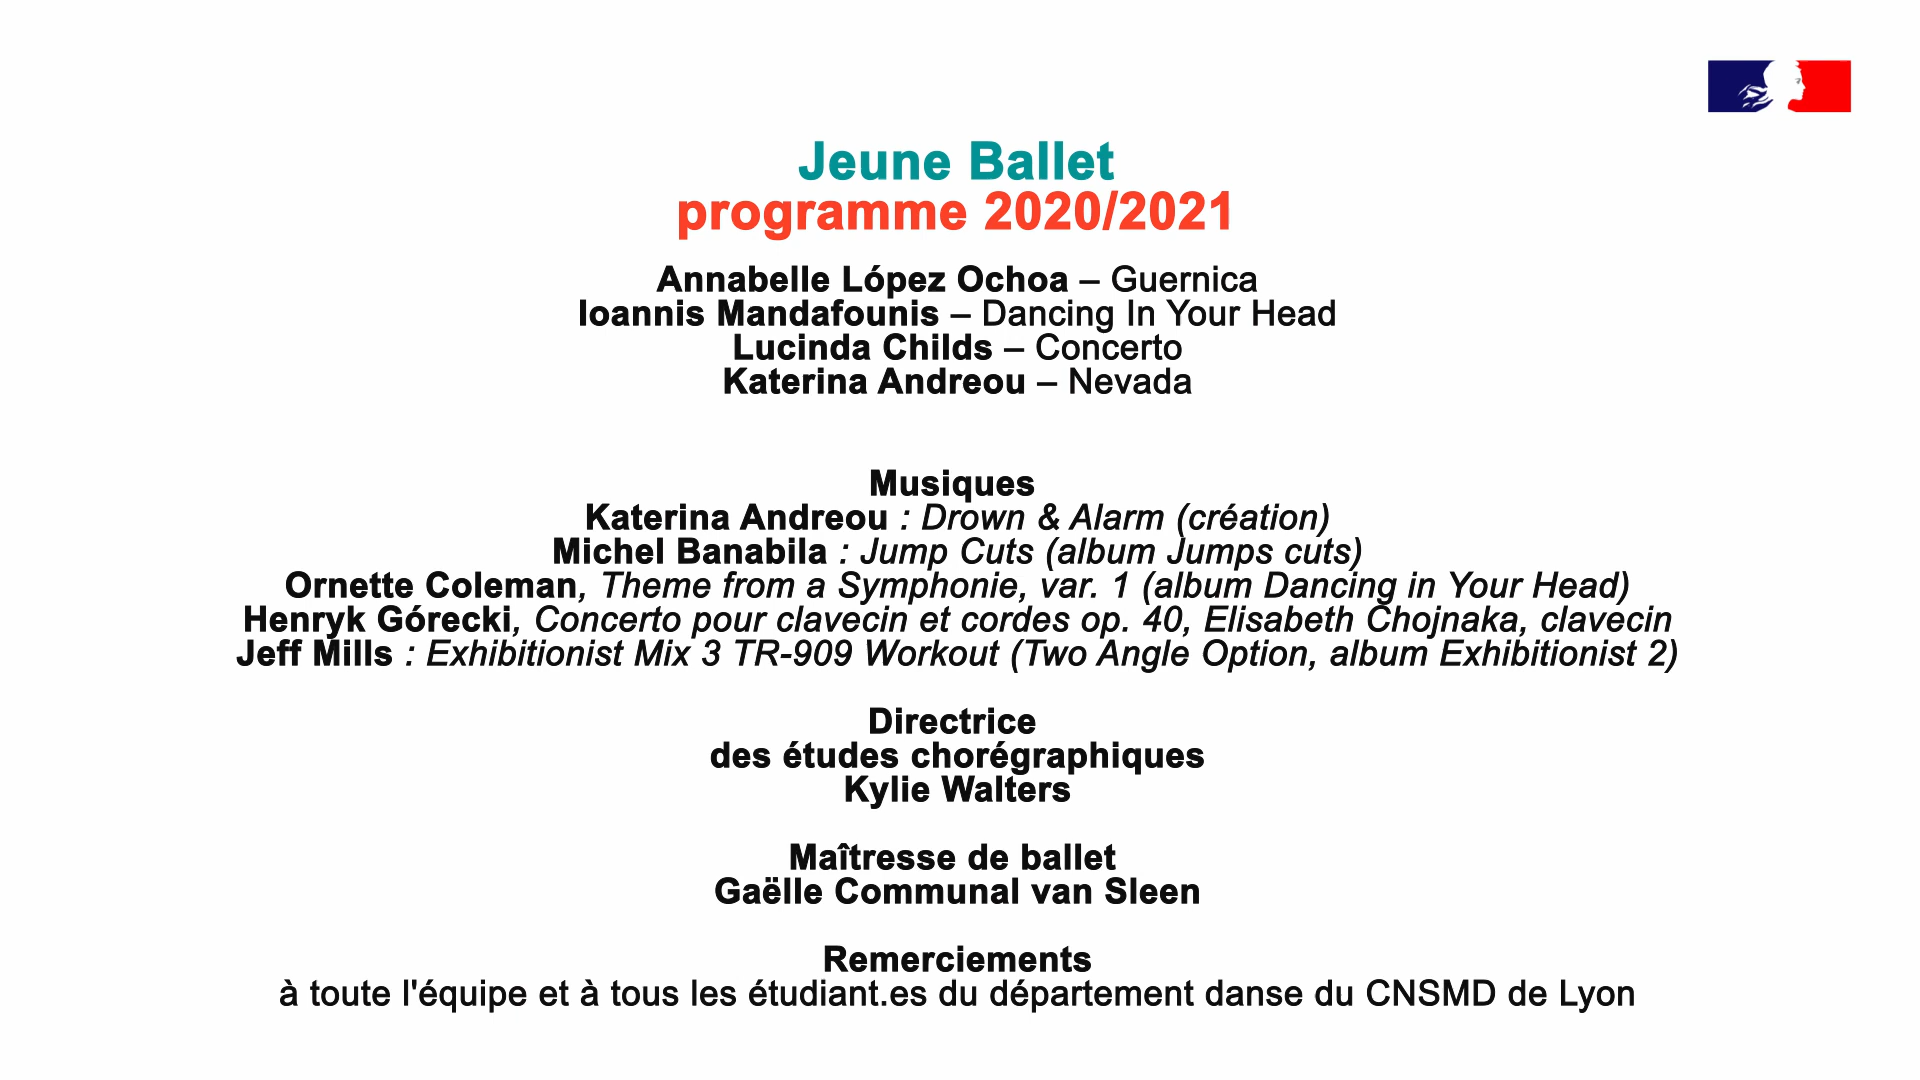 Jeune Ballet
programme 2020/2021
Annabelle López Ochoa – Guernica
Ioannis Mandafounis – Dancing In Your Head
Lucinda Childs – Concerto
Katerina Andreou – Nevada
Musiques
Katerina Andreou : Drown & Alarm (création)
Michel Banabila : Jump Cuts (album Jumps cuts)
Ornette Coleman, Theme from a Symphonie, var. 1 (album Dancing in Your Head)
Henryk Górecki, Concerto pour clavecin et cordes op. 40, Elisabeth Chojnaka, clavecin
Jeff Mills : Exhibitionist Mix 3 TR-909 Workout (Two Angle Option, album Exhibitionist 2)
Directrice
des études chorégraphiques
Kylie Walters
Maîtresse de ballet
Gaëlle Communal van Sleen
Remerciements
à toute l'équipe et à tous les étudiant.es du département danse du CNSMD de Lyon